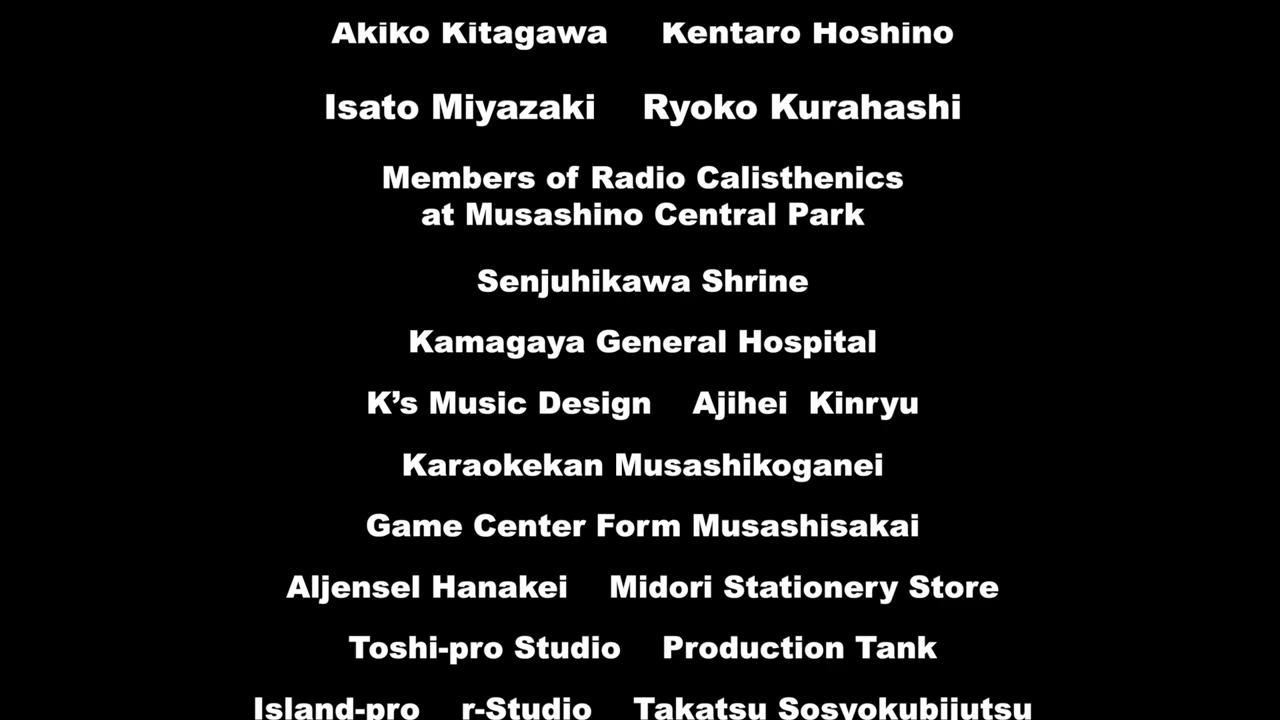 Akiko Kitagawa Kentaro Hoshino
Isato Miyazaki Ryoko Kurahashi
Members of Radio Calisthenics
at Musashino Central Park
Senjuhikawa Shrine
Kamagaya General Hospital
K’s Music Design Ajihei Kinryu
Karaokekan Musashikoganei
Game Center Form Musashisakai
Aljensel Hanakei Midori Stationery Store
Toshi-pro Studio Production Tank
Island-pro r-Studio Takatsu Sosyokubijutsu